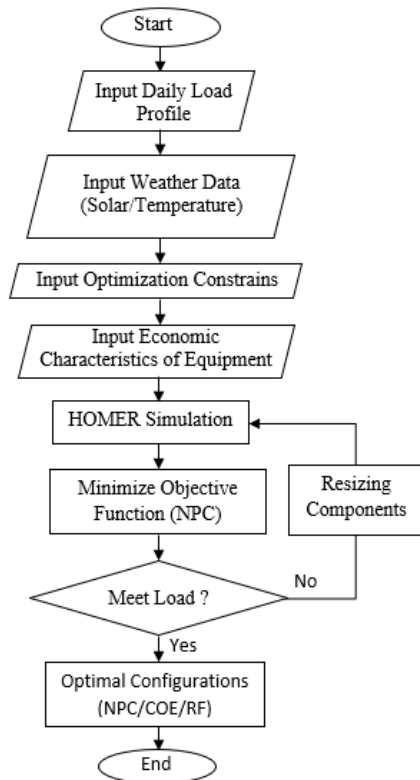 Start
Input Daily Load
Profile
Input Weather Data
(Solar/Temperature)
Input Optimization Constrains
Input Economic
Characteristics of Equipment
HOMER Simulation
Minimize Objective
Function (NPC)
Resizing
Components
Meet Load ?
No
Yes
Optimal Configurations
(NPC/COE/RF)
End